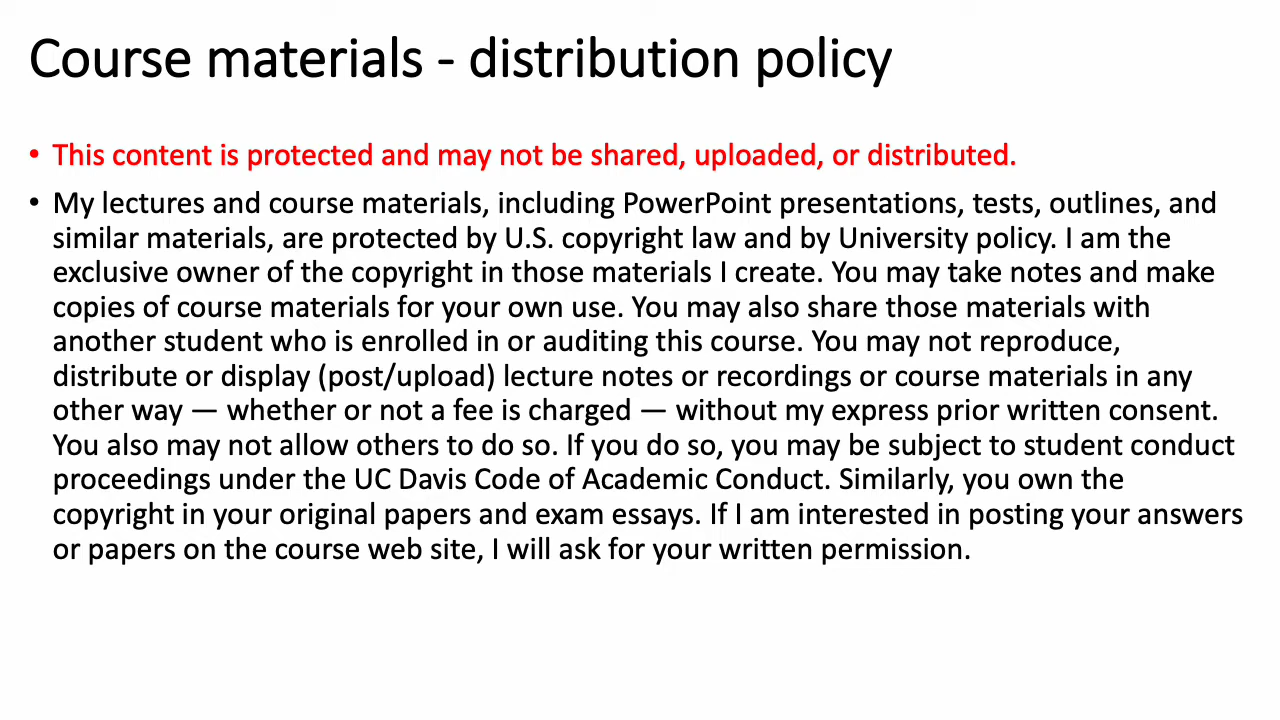 Course materials - distribution policy
• This content is protected and may not be shared, uploaded, or distributed.
• My lectures and course materials, including PowerPoint presentations, tests, outlines, and
similar materials, are protected by U.S. copyright law and by University policy. I am the
exclusive owner of the copyright in those materials I create. You may take notes and make
copies of course materials for your own use. You may also share those materials with
another student who is enrolled in or auditing this course. You may not reproduce,
distribute or display (post/upload) lecture notes or recordings or course materials in any
other way — whether or not a fee is charged — without my express prior written consent.
You also may not allow others to do so. If you do so, you may be subject to student conduct
proceedings under the UC Davis Code of Academic Conduct. Similarly, you own the
copyright in your original papers and exam essays. If I am interested in posting your answers
or papers on the course web site, I will ask for your written permission.